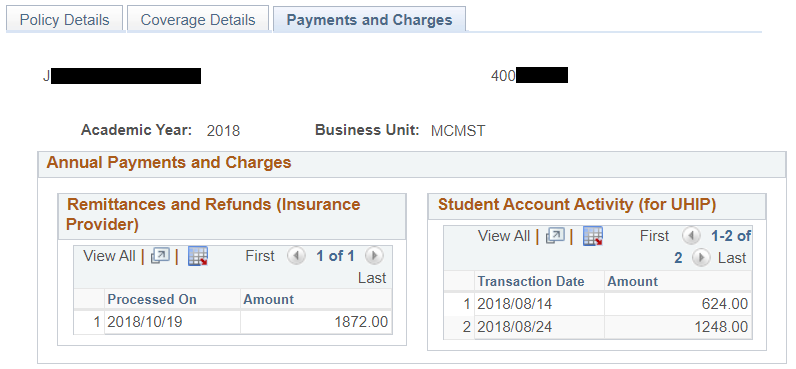 Policy Details Coverage Details Payments and Charges
J 400
Academic Year: 2018 Business Unit: MCMST
Annual Payments and Charges
Remittances and Refunds (Insurance
Provider)
View All | | First 1 of 1
Last
Processed On Amount
1 2018/10/19 1872.00
Student Account Activity (for UHIP)
View All | | First 1-2 of
2 Last
Transaction Date Amount
1 2018/08/14 624.00
2 2018/08/24 1248.00